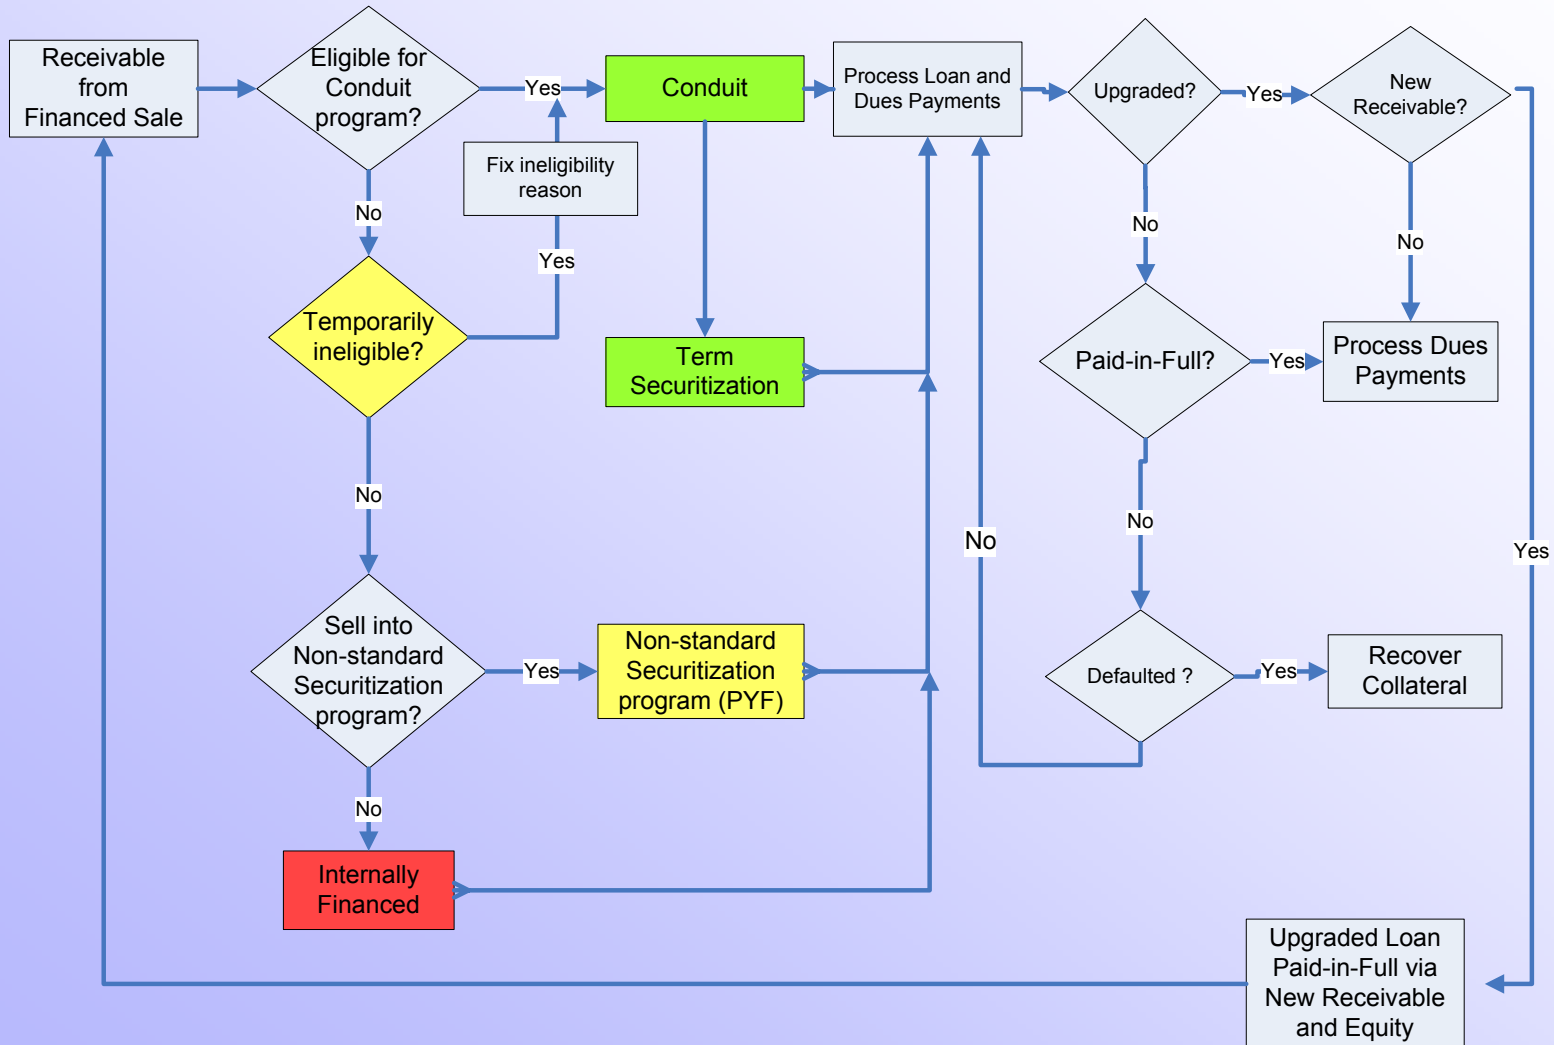 Receivable
from
Financed Sale
Eligible for
Conduit
program?
Yes
Conduit
Process Loan and
Dues Payments
Upgraded?
Yes
New
Receivable?
Fix ineligibility
reason
No
Yes
No
No
Temporarily
ineligible?
Term
Securitization
Paid-in-Full?
Yes
Process Dues
Payments
No
No
No
Yes
Sell into
Non-standard
Securitization
program?
Yes
Non-standard
Securitization
program (PYF)
Defaulted ?
Yes
Recover
Collateral
No
Internally
Financed
Upgraded Loan
Paid-in-Full via
New Receivable
and Equity